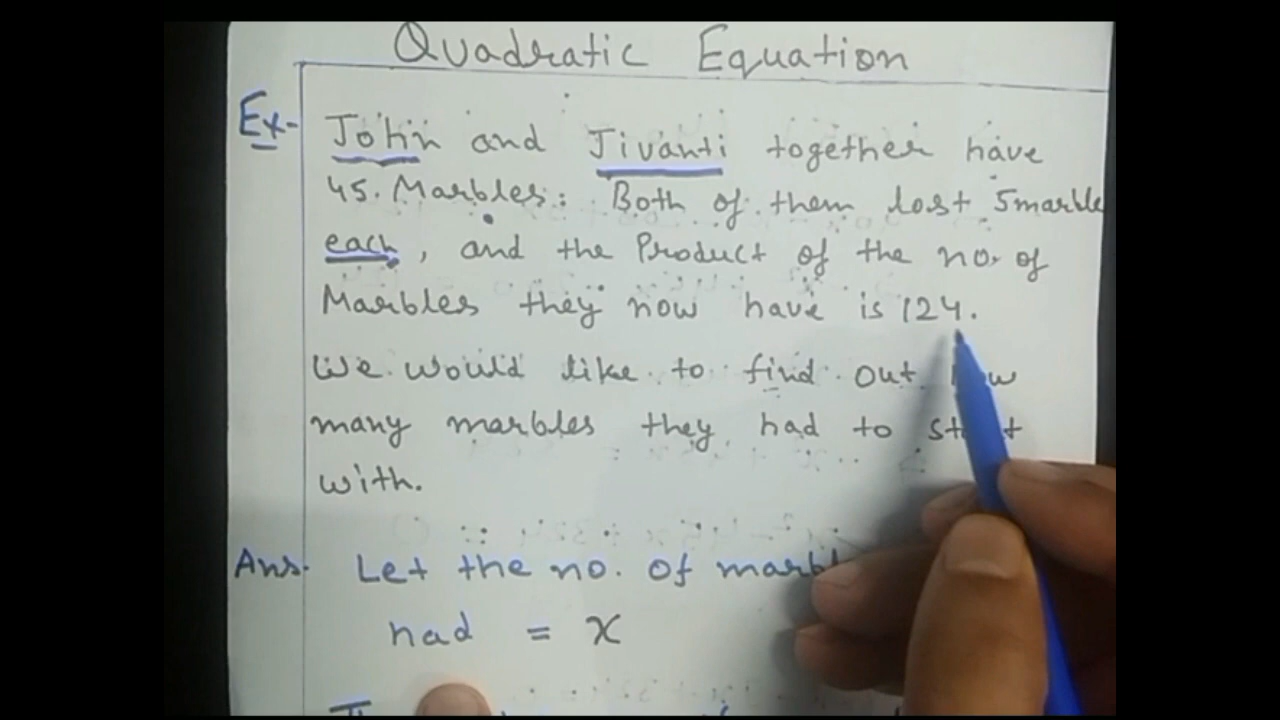 Quadratic Equation
Ex- John and Jivanti together have
45. Marbles: Both of them lost 5marble
each, and the Product of the no. of
Marbles they now have is 124.
We would like to find out
many marbles they had to
with.
Ans. Let the no. of
had = x